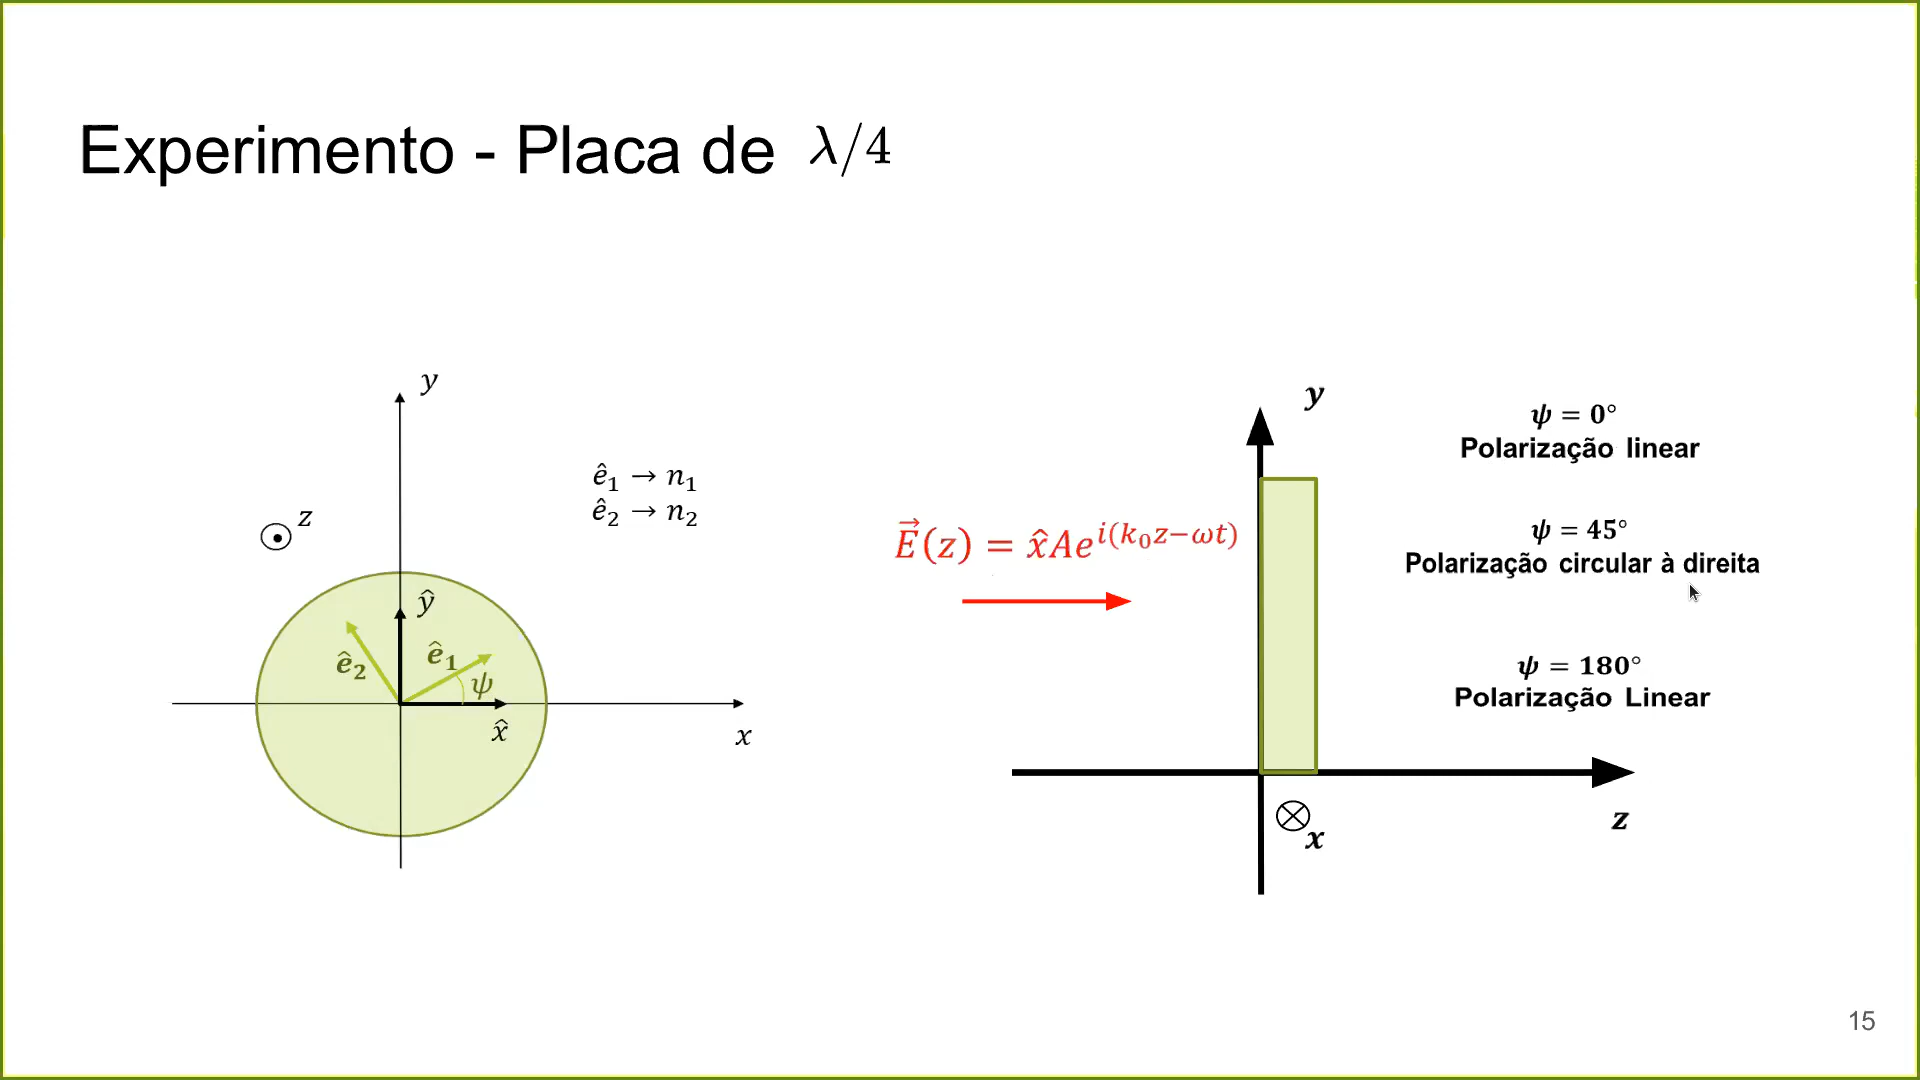 Experimento - Placa de λ/4
y
ê₁ → n₁
ê₂ → n₂
z
ŷ
ê₂
ê₁
ψ
x̂
x
y
E⃗(z) = x̂Ae^{i(k₀z−ωt)}
x
z
ψ = 0°
Polarização linear
ψ = 45°
Polarização circular à direita
ψ = 180°
Polarização Linear
15